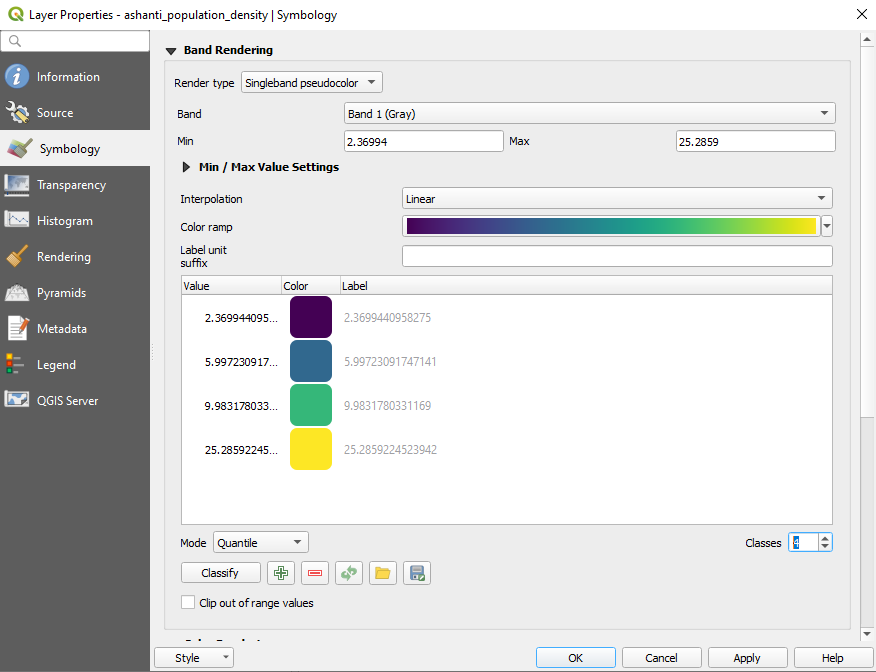 Layer Properties - ashanti_population_density | Symbology
Information
Source
Symbology
Transparency
Histogram
Rendering
Pyramids
Metadata
Legend
QGIS Server
Band Rendering
Render type Singleband pseudocolor
Band Band 1 (Gray)
Min 2.36994 Max 25.2859
Min / Max Value Settings
Interpolation Linear
Color ramp
Label unit
suffix
Value Color Label
2.369944095... 2.3699440958275
5.997230917... 5.99723091747141
9.983178033... 9.9831780331169
25.28592245... 25.2859224523942
Mode Quantile Classes 4
Classify
Clip out of range values
Style OK Cancel Apply Help